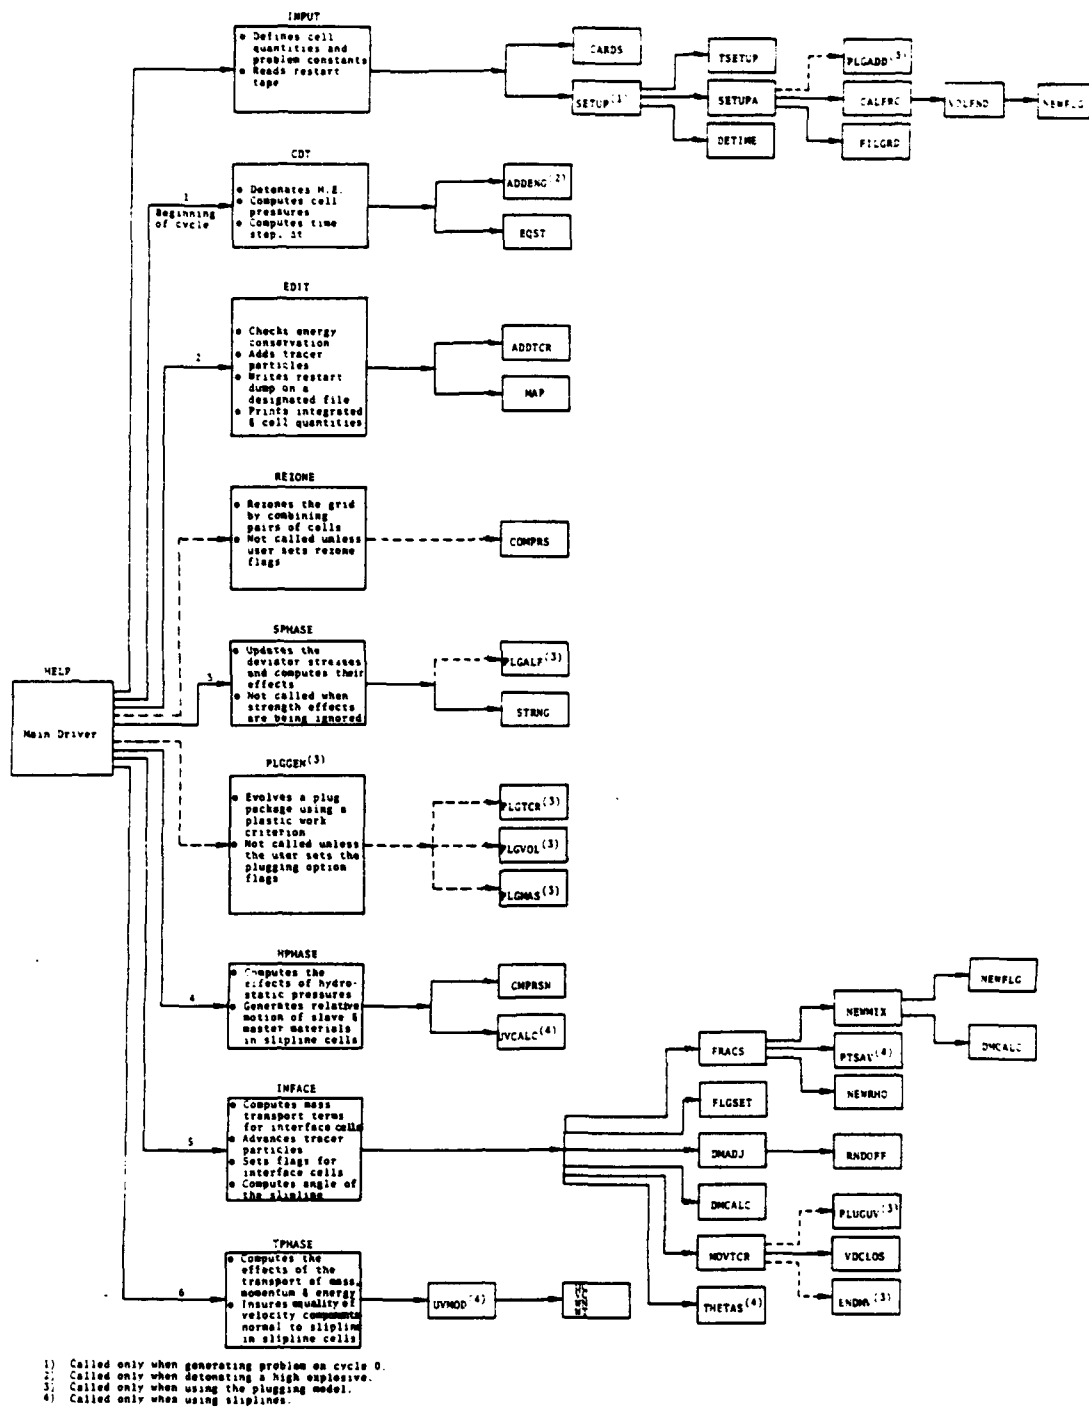 INPUT
• Defines cell
quantities and
problem constants
• Reads restart
tape
CARDS
SETUP(1)
TSETUP
SETUPA
DETIME
PLGADD(3)
CALFRC
FILGRD
VOLFND
NEWFLG
CDT
• Detonates H.E.
• Computes cell
pressures
• Computes time
step,
1
Beginning
of cycle
ADDENG(2)
EQST
EDIT
• Checks energy
conservation
• Adds tracer
particles
• Writes restart
dump on a
designated file
• Prints integrated
& cell quantities
2
ADDTCR
MAP
REZONE
• Rezones the grid
by combining
pairs of cells
• Not called unless
user sets rezone
flags
COMPRS
SPHASE
• Updates the
deviator stresses
and computes their
effects
• Not called when
strength effects
are being ignored
3
PLGALF(3)
STRNG
HELP
Main Driver
PLGGEN(3)
• Evolves a plug
package using a
plastic work
criterion
• Not called unless
the user sets the
plugging option
flags
PLGTCR(3)
PLGVOL(3)
PLGMAS(3)
HPHASE
• Computes the
effects of hydro-
static pressures
• Generates relative
motion of slave &
master materials
in slipline cells
4
CMPRSN
UVCALC(4)
INFACE
• Computes mass
transport terms
for interface cells
• Advances tracer
particles
• Sets flags for
interface cells
• Computes angle of
the slipline
5
FRACS
FLGSET
DMADJ
DMCALC
MOVTCR
THETAS(4)
NEWMIX
PTSAV(4)
NEWRHO
NEWFLG
DMCALC
RNDOFF
PLUGUV(3)
VDCLOS
ENDMV(3)
TPHASE
• Computes the
effects of the
transport of mass,
momentum & energy
• Insures equality of
velocity components
normal to slipline
in slipline cells
6
UVMOD(4)
1) Called only when generating problem on cycle 0.
2) Called only when detonating a high explosive.
3) Called only when using the plugging model.
4) Called only when using sliplines.